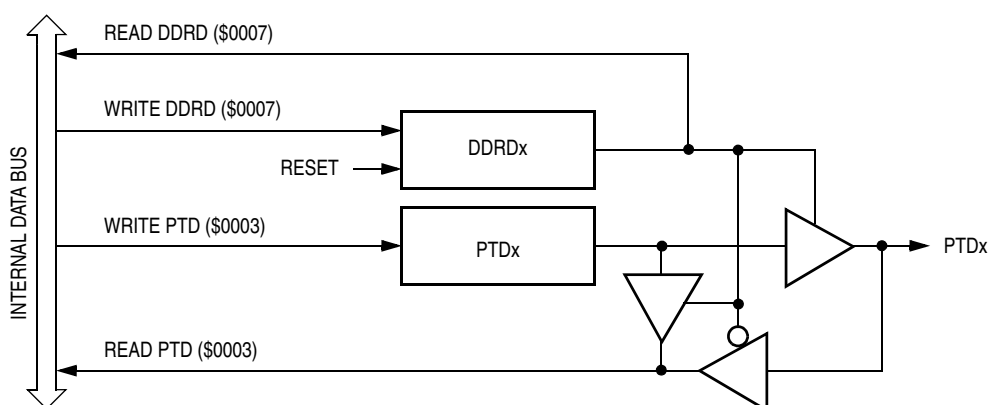 READ DDRD ($0007)
WRITE DDRD ($0007)
DDRDx
RESET
WRITE PTD ($0003)
PTDx
PTDx
READ PTD ($0003)
INTERNAL DATA BUS